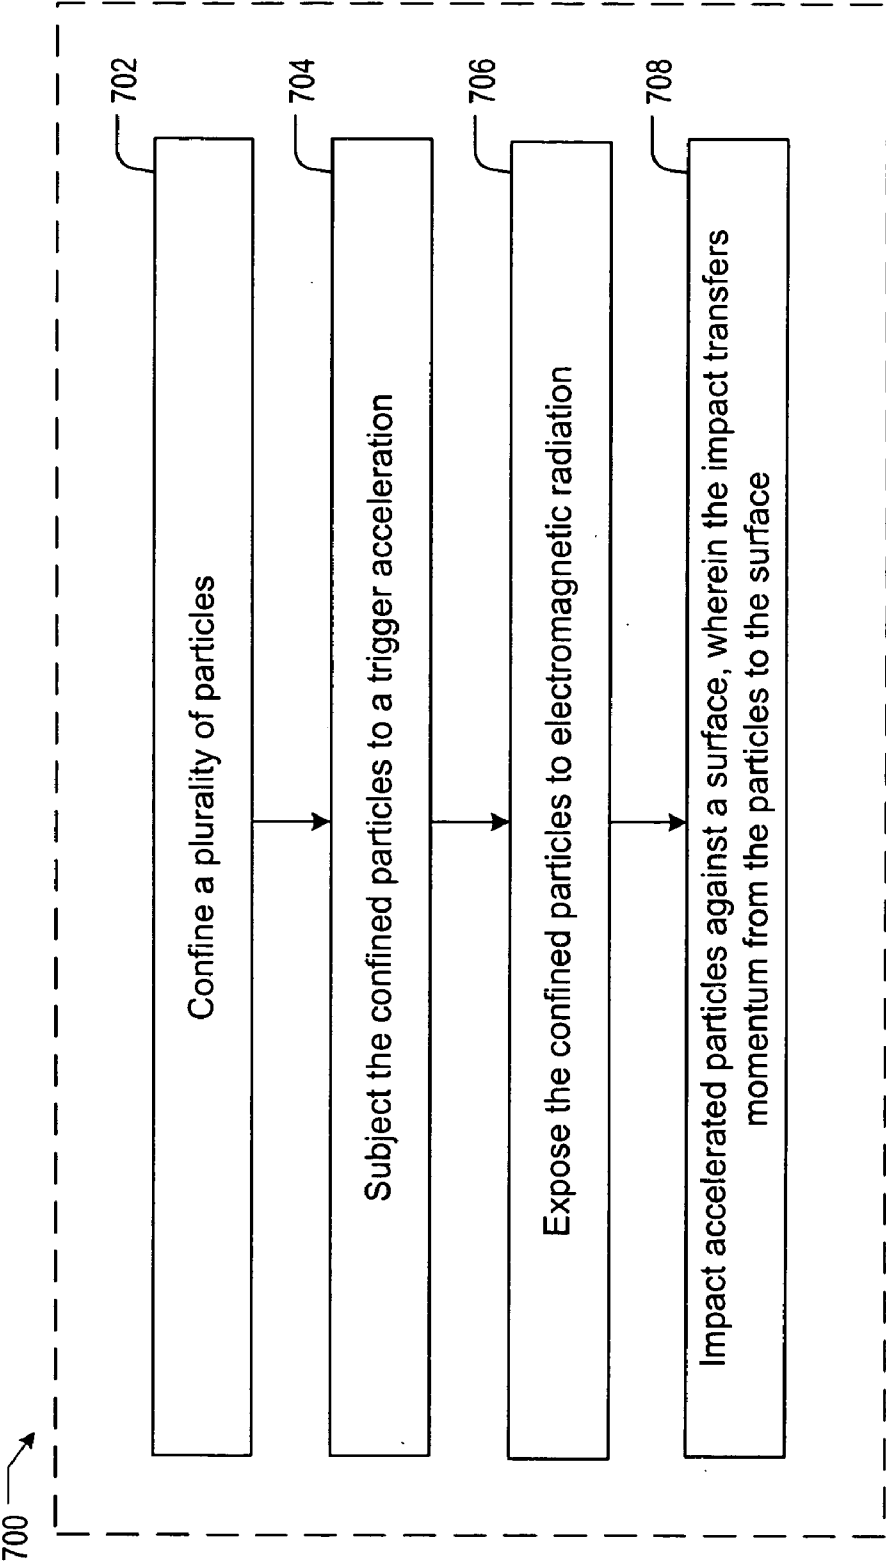 700
702
Confine a plurality of particles
704
Subject the confined particles to a trigger acceleration
706
Expose the confined particles to electromagnetic radiation
708
Impact accelerated particles against a surface, wherein the impact transfers
momentum from the particles to the surface